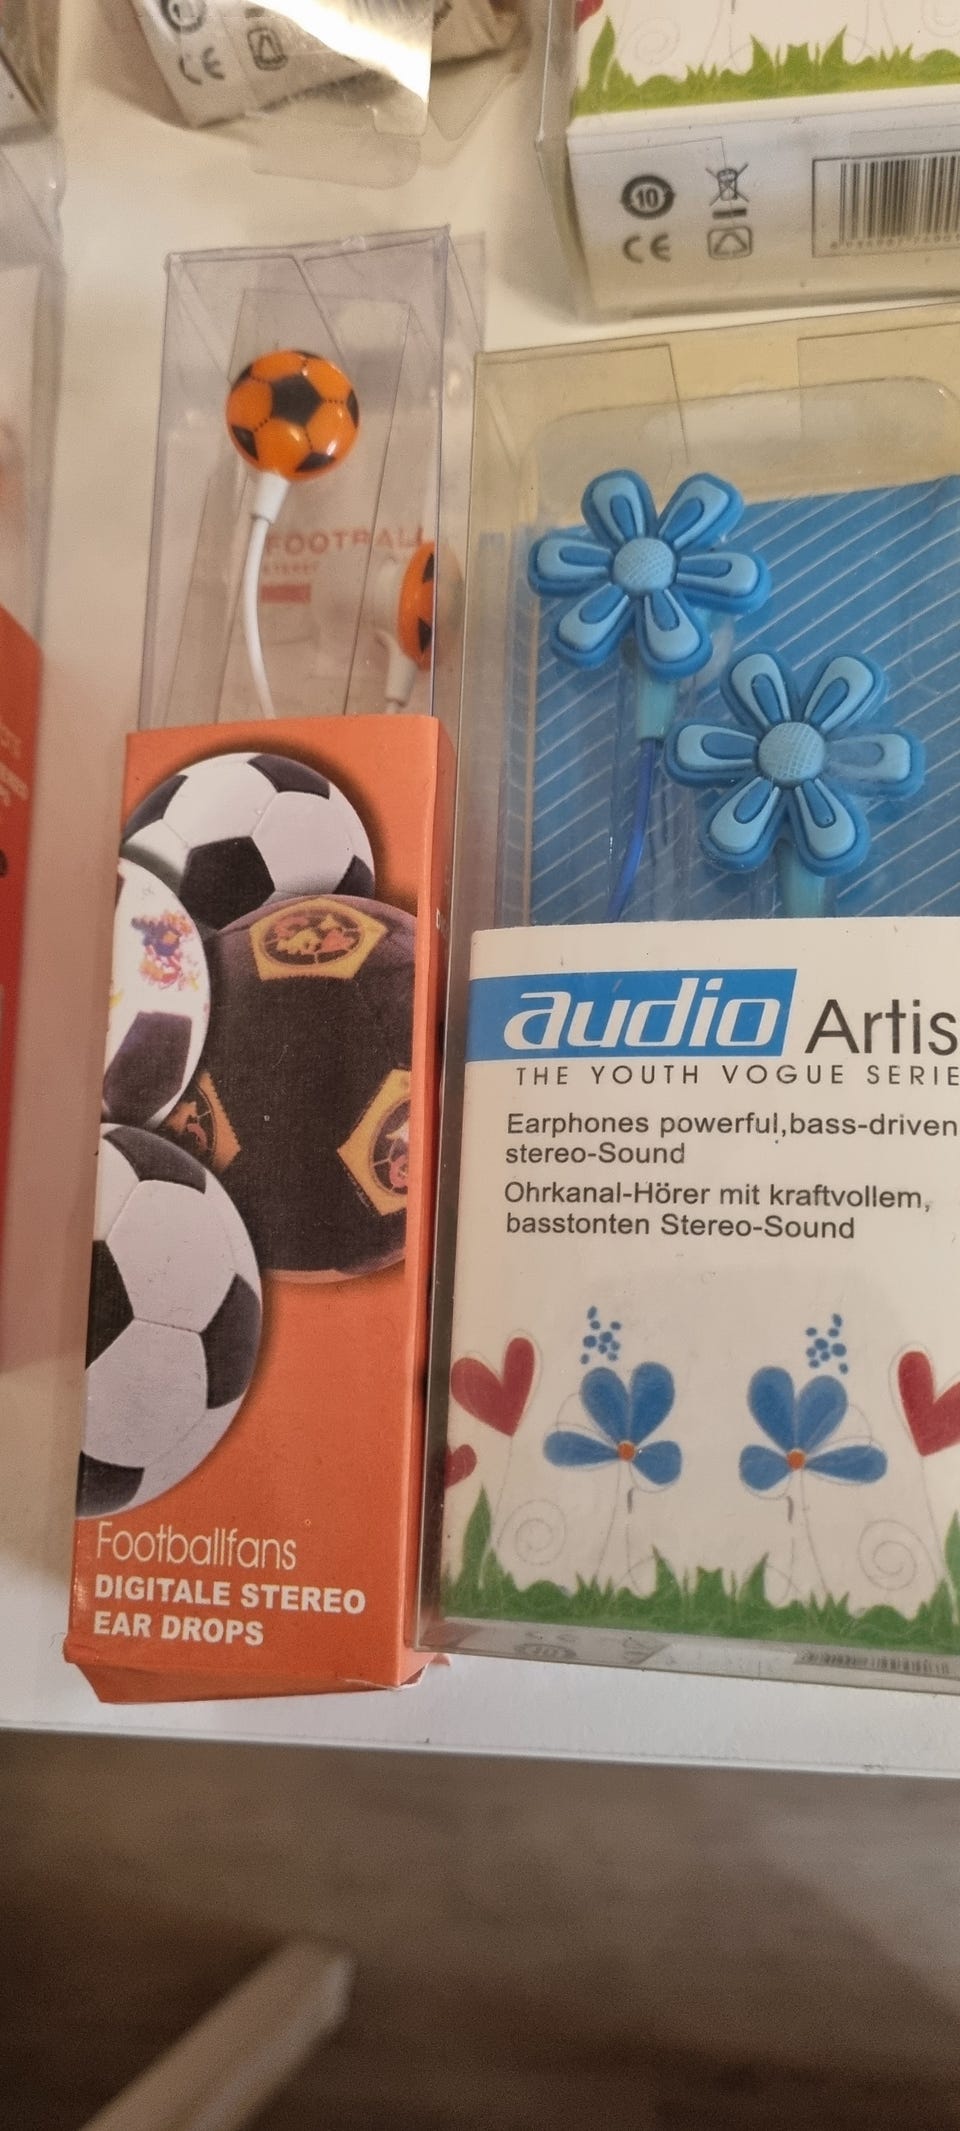 CE
10
CE
FOOTBALL
audio Artis
THE YOUTH VOGUE SERIE
Earphones powerful,bass-driven
stereo-Sound
Ohrkanal-Hörer mit kraftvollem,
basstonten Stereo-Sound
Footballfans
DIGITALE STEREO
EAR DROPS